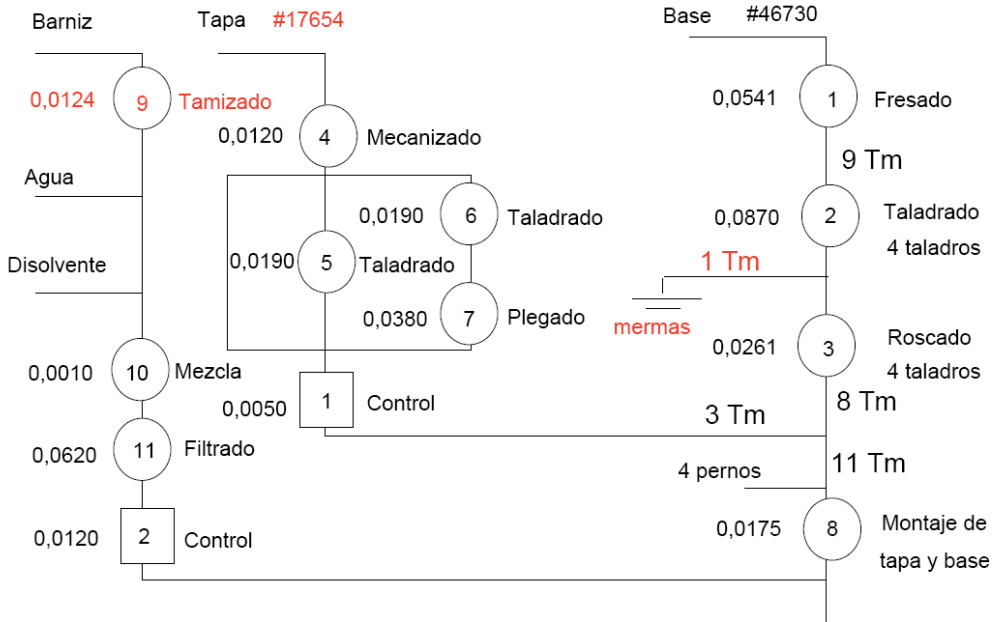 Barniz
0,0124
9
Tamizado
Agua
Disolvente
0,0010
10
Mezcla
0,0620
11
Filtrado
0,0120
2
Control
Tapa #17654
0,0120
4
Mecanizado
0,0190
5
Taladrado
0,0190
6
Taladrado
0,0380
7
Plegado
0,0050
1
Control
3 Tm
Base #46730
0,0541
1
Fresado
9 Tm
0,0870
2
Taladrado
4 taladros
1 Tm
mermas
0,0261
3
Roscado
4 taladros
8 Tm
11 Tm
4 pernos
0,0175
8
Montaje de
tapa y base